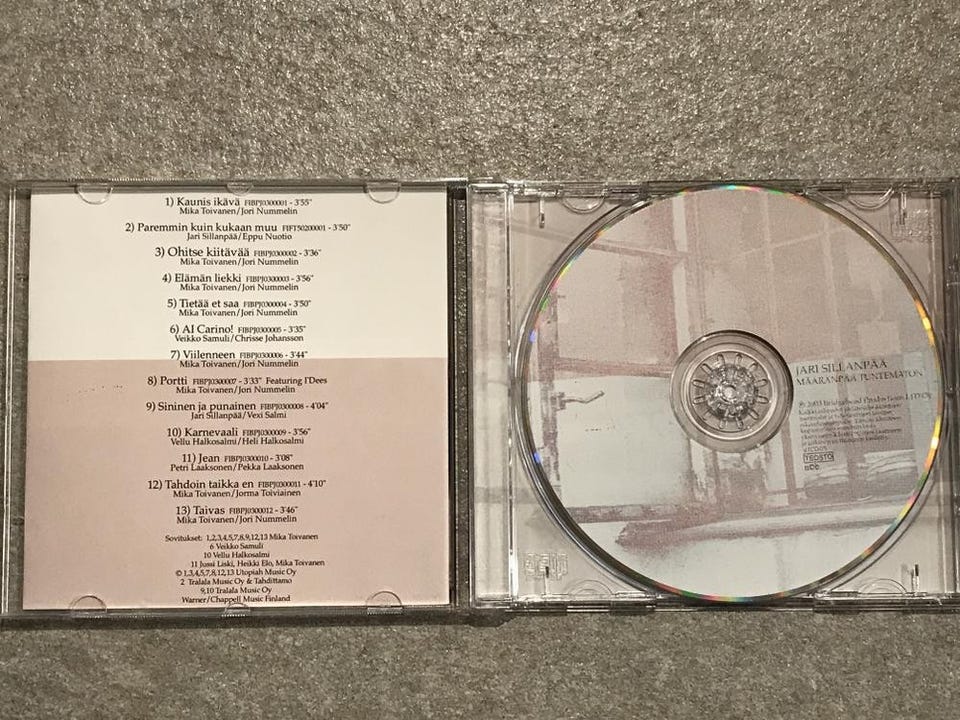 1) Kaunis ikävä FIBPJ0300001 - 3'55"
Mika Toivanen/Jori Nummelin
2) Paremmin kuin kukaan muu FIFT50200001 - 3'50"
Jari Sillanpää/Eppu Nuotio
3) Ohitse kiitävää FIBPJ0300002 - 3'36"
Mika Toivanen/Jori Nummelin
4) Elämän liekki FIBPJ0300003 - 3'56"
Mika Toivanen/Jori Nummelin
5) Tietää et saa FIBPJ0300004 - 3'50"
Mika Toivanen/Jori Nummelin
6) Al Carino! FIBPJ0300005 - 3'35"
Veikko Samuli/Chrisse Johansson
7) Viilenneen FIBPJ0300006 - 3'44"
Mika Toivanen/Jori Nummelin
8) Portti FIBPJ0300007 - 3'33" Featuring I'Dees
Mika Toivanen/Jori Nummelin
9) Sininen ja punainen FIBPJ0300008 - 4'04"
Jari Sillanpää/Vexi Salmi
10) Karnevaali FIBPJ0300009 - 3'56"
Vellu Halkosalmi/Heli Halkosalmi
11) Jean FIBPJ0300010 - 3'08"
Petri Laaksonen/Pekka Laaksonen
12) Tahdoin taikka en FIBPJ0300011 - 4'10"
Mika Toivanen/Jorma Toiviainen
13) Taivas FIBPJ0300012 - 3'46"
Mika Toivanen/Jori Nummelin
Sovitukset: 1,2,3,4,5,7,8,9,12,13 Mika Toivanen
6 Veikko Samuli
10 Vellu Halkosalmi
11 Jussi Liski, Heikki Elo, Mika Toivanen
© 1,3,4,5,7,8,12,13 Utopiah Music Oy
2 Tralala Music Oy & Tahdittamo
9,10 Tralala Music Oy
Warner/Chappell Music Finland
JARI SILLANPÄÄ
MÄÄRÄNPÄÄ TUNTEMATON
℗ 2003
TEOSTO
ncb